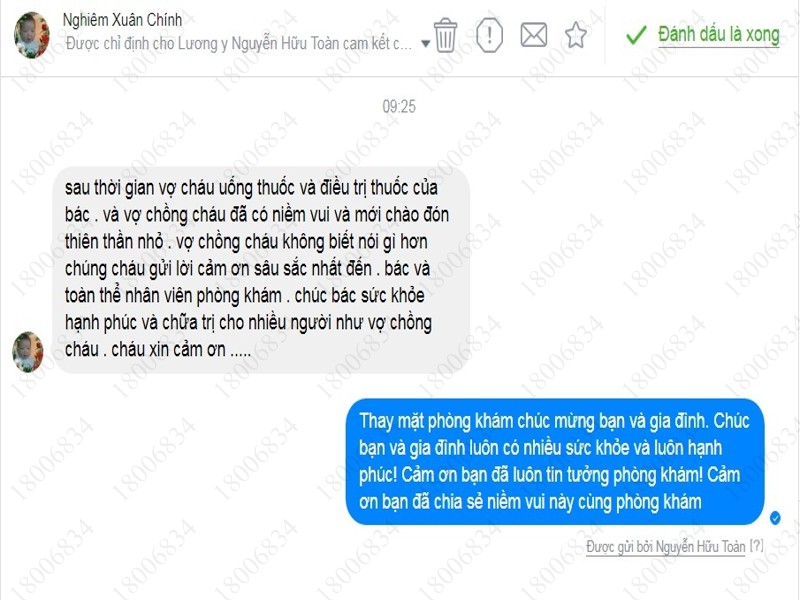 Nghiêm Xuân Chính
Được chỉ định cho Lương y Nguyễn Hữu Toàn cam kết c...
Đánh dấu là xong
09:25
sau thời gian vợ cháu uống thuốc và điều trị thuốc của
bác . và vợ chồng cháu đã có niềm vui và mới chào đón
thiên thần nhỏ . vợ chồng cháu không biết nói gì hơn
chúng cháu gửi lời cảm ơn sâu sắc nhất đến . bác và
toàn thể nhân viên phòng khám . chúc bác sức khỏe
hạnh phúc và chữa trị cho nhiều người như vợ chồng
cháu . cháu xin cảm ơn .....
Thay mặt phòng khám chúc mừng bạn và gia đình. Chúc
bạn và gia đình luôn có nhiều sức khỏe và luôn hạnh
phúc! Cảm ơn bạn đã luôn tin tưởng phòng khám! Cảm
ơn bạn đã chia sẻ niềm vui này cùng phòng khám
Được gửi bởi Nguyễn Hữu Toàn [?]
18006834